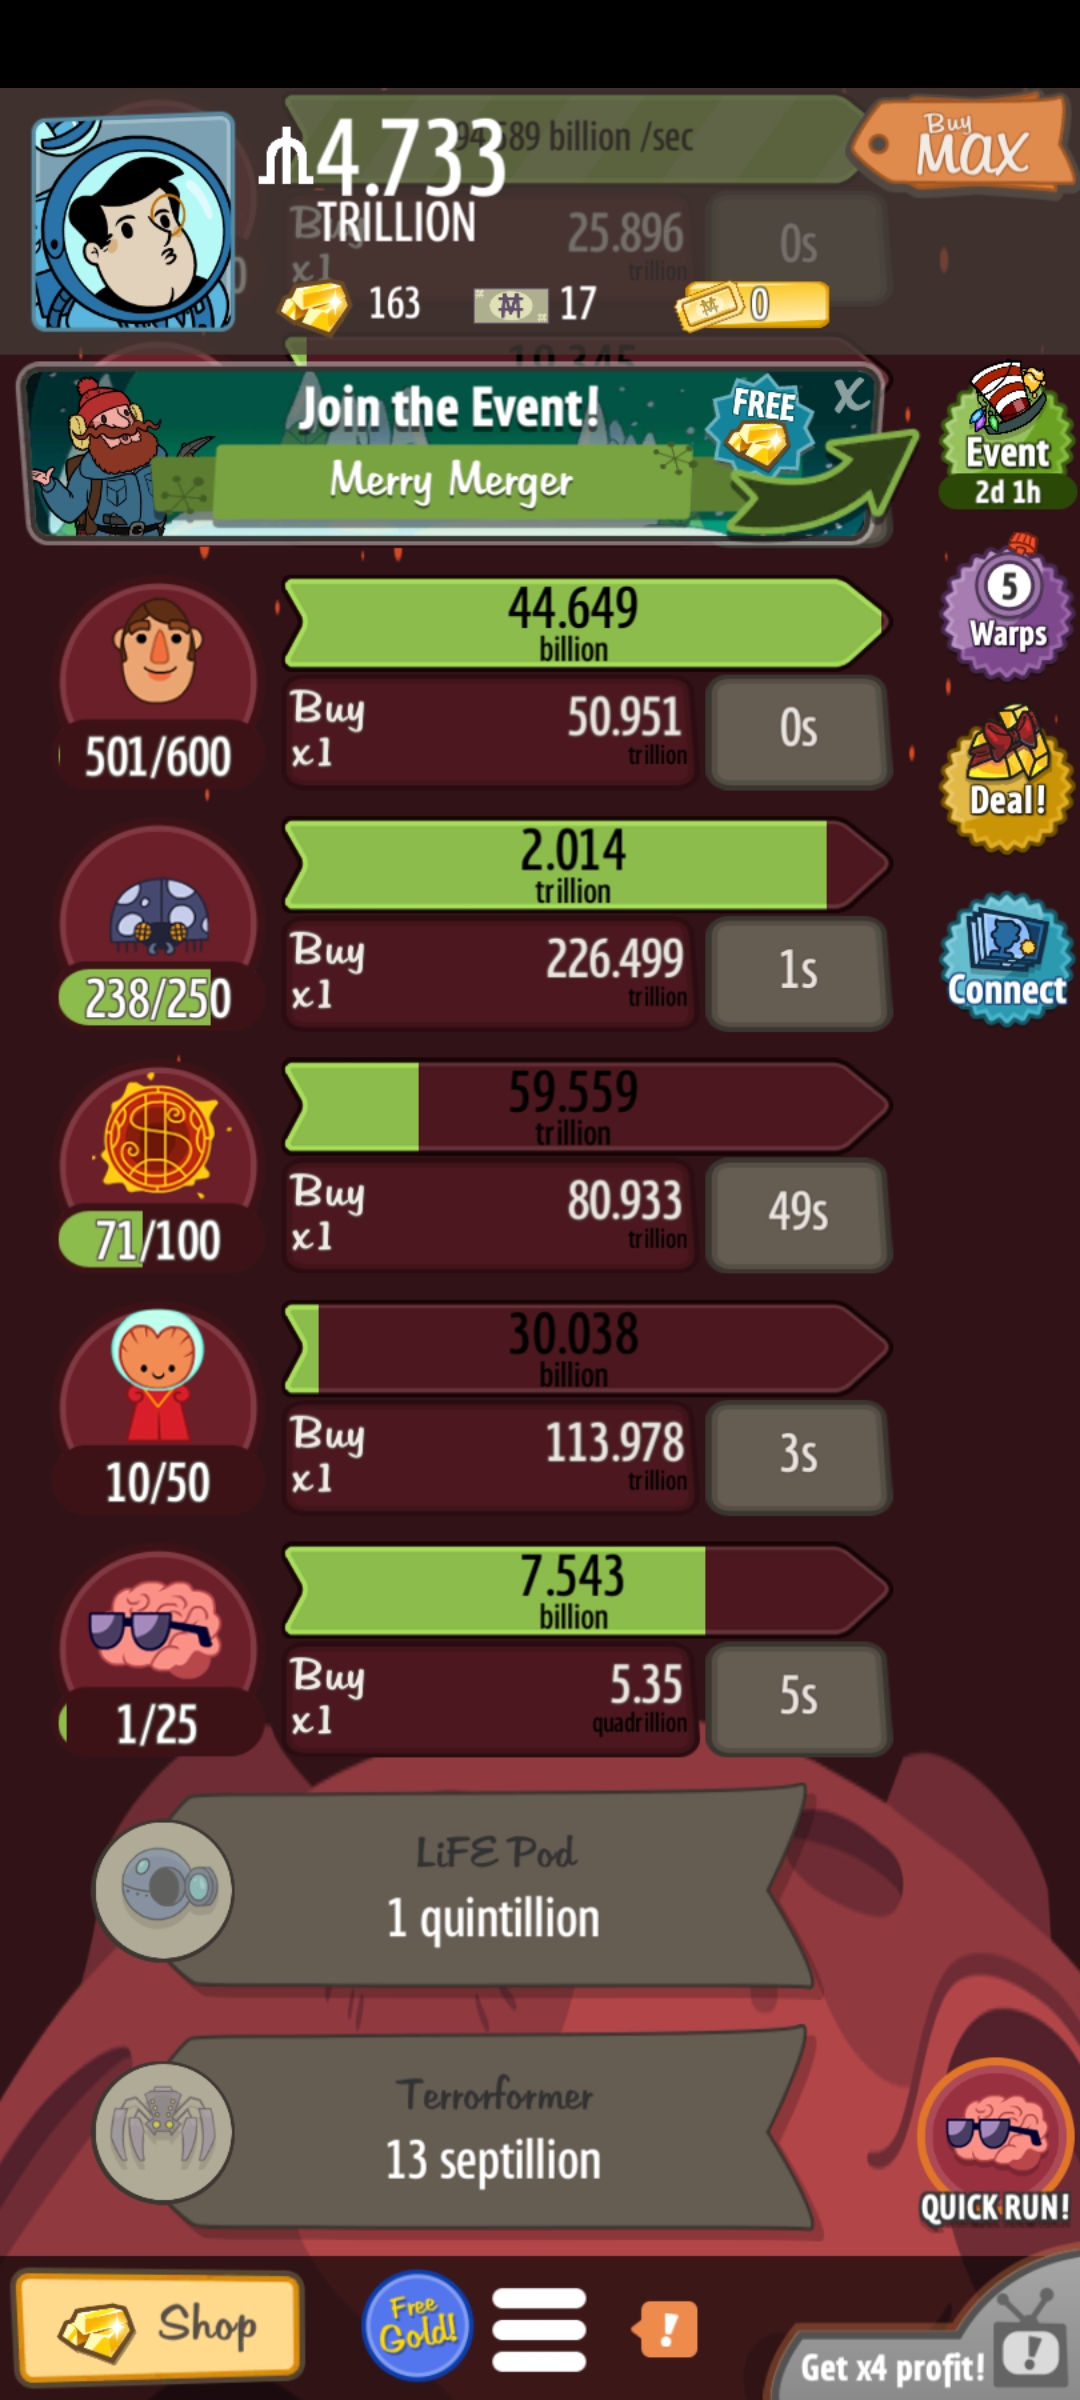 4.733
TRILLION
589 billion /sec
Buy
MAX
Buy
x1
25.896
trillion
0s
163
17
0
Join the Event!
FREE
X
Merry Merger
Event
2d 1h
44.649
billion
501/600
Buy
x1
50.951
trillion
0s
5
Warps
2.014
trillion
238/250
Buy
x1
226.499
trillion
1s
Deal!
Connect
59.559
trillion
71/100
Buy
x1
80.933
trillion
49s
30.038
billion
10/50
Buy
x1
113.978
trillion
3s
7.543
billion
1/25
Buy
x1
5.35
quadrillion
5s
LiFE Pod
1 quintillion
Terrorformer
13 septillion
QUICK RUN!
Shop
Free
Gold!
!
Get x4 profit!
!